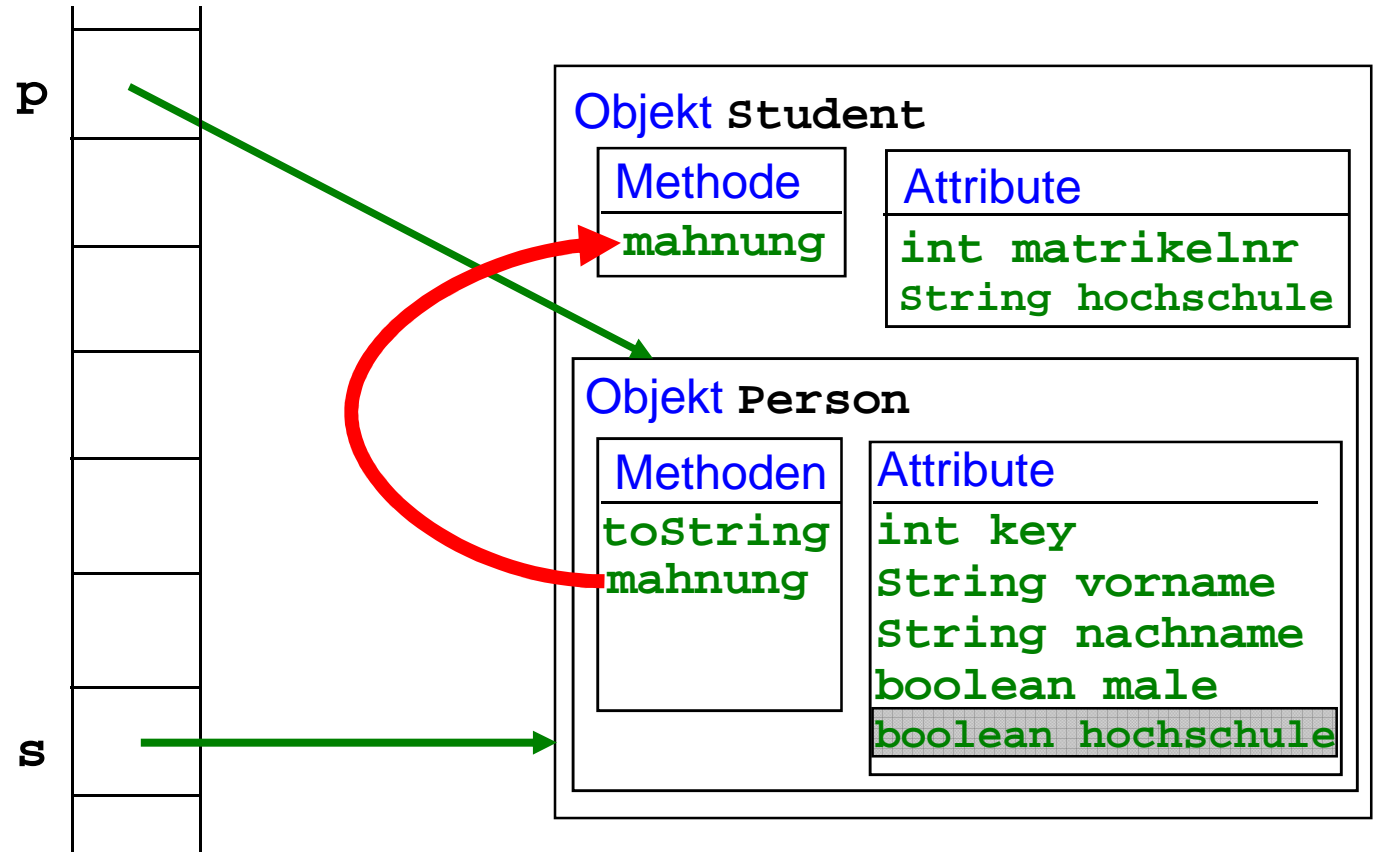 p
Objekt Student
Methode
mahnung
Attribute
int matrikelnr
String hochschule
Objekt Person
Methoden
toString
mahnung
Attribute
int key
String vorname
String nachname
boolean male
boolean hochschule
s